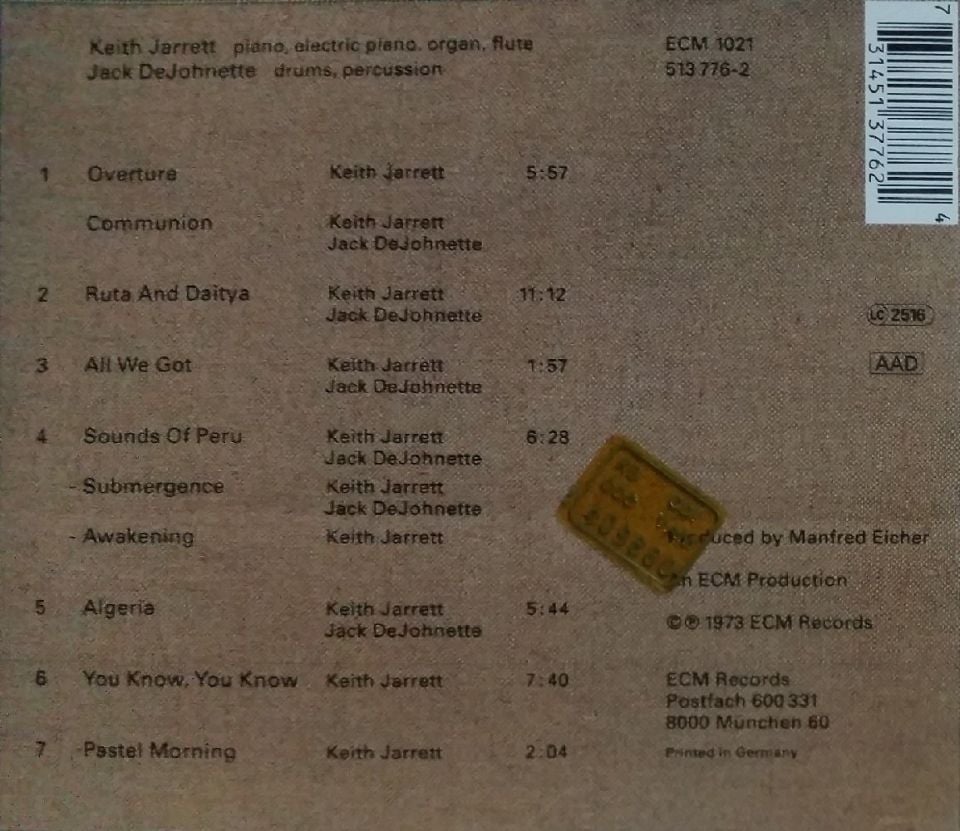 Keith Jarrett piano, electric piano, organ, flute
Jack DeJohnette drums, percussion
ECM 1021
513 776-2
7 31451 37762 4
1 Overture Keith Jarrett 5:57
Communion Keith Jarrett
Jack DeJohnette
2 Ruta And Daitya Keith Jarrett 11:12
Jack DeJohnette
LC 2516
3 All We Got Keith Jarrett 1:57
Jack DeJohnette
AAD
4 Sounds Of Peru Keith Jarrett 6:28
Jack DeJohnette
- Submergence Keith Jarrett
Jack DeJohnette
- Awakening Keith Jarrett
5 Algeria Keith Jarrett 5:44
Jack DeJohnette
6 You Know, You Know Keith Jarrett 7:40
7 Pastel Morning Keith Jarrett 2:04
by Manfred Eicher
ECM Production
©℗ 1973 ECM Records
ECM Records
Postfach 600 331
8000 München 60
Printed in Germany